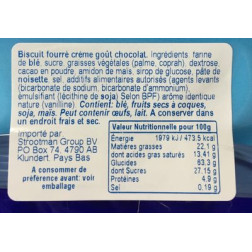 Biscuit fourré crème goût chocolat. Ingrédients: farine
de blé, sucre, graisses végétales (palme, coprah), dextrose,
cacao en poudre, amidon de maïs, sirop de glucose, pâte de
noisette, sel, additifs alimentaires autorisés (agents levants
(bicarbonate de sodium, bicarbonate d'ammonium),
émulsifiant (lécithine de soja) Selon BPF) arôme identique
naturel (vanilline). Contient: blé, fruits secs à coques,
soja, maïs. Peut contenir œufs, lait. A conserver dans
un endroit frais et sec.
Importé par
Strootman Group BV
PO Box 74, 4790 AB
Klundert, Pays Bas
A consommer de
préférence avant: voir
emballage
Valeur Nutritionnelle pour 100g
Énergie 1979 KJ / 473.5 kcal
Matières grasses 22,1 g
dont acides gras saturés 13,41 g
Glucides 63,3 g
dont Sucres 27,15 g
Protéines 4,9 g
Sel 0,19 g